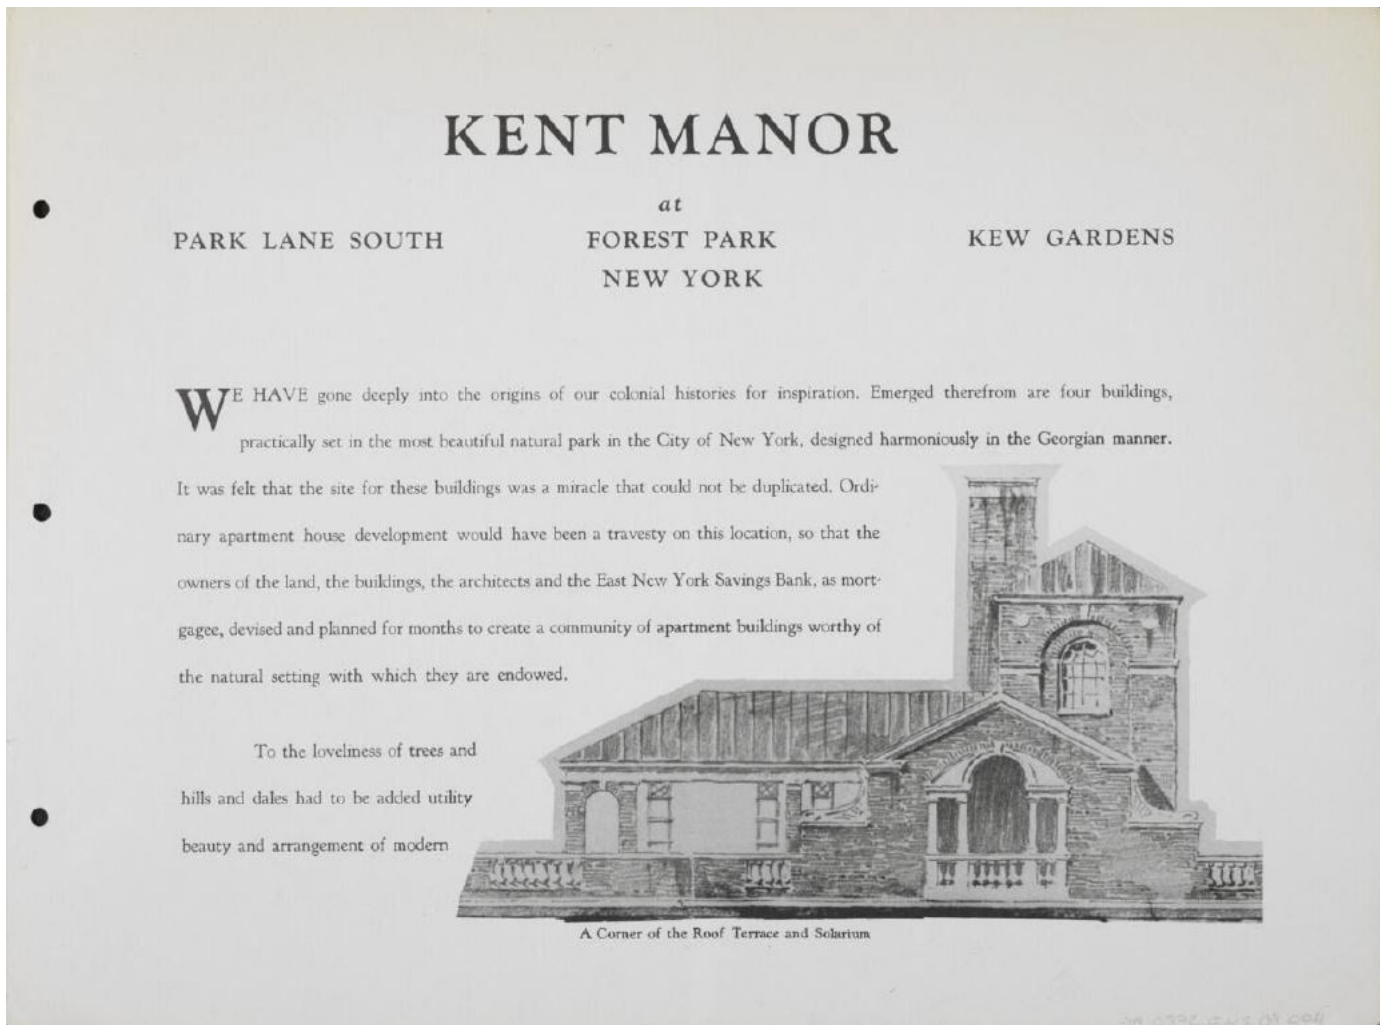 KENT MANOR
at
PARK LANE SOUTH FOREST PARK KEW GARDENS
NEW YORK
WE HAVE gone deeply into the origins of our colonial histories for inspiration. Emerged therefrom are four buildings,
practically set in the most beautiful natural park in the City of New York, designed harmoniously in the Georgian manner.
It was felt that the site for these buildings was a miracle that could not be duplicated. Ordi-
nary apartment house development would have been a travesty on this location, so that the
owners of the land, the buildings, the architects and the East New York Savings Bank, as mort-
gagee, devised and planned for months to create a community of apartment buildings worthy of
the natural setting with which they are endowed.
To the loveliness of trees and
hills and dales had to be added utility
beauty and arrangement of modern
A Corner of the Roof Terrace and Solarium